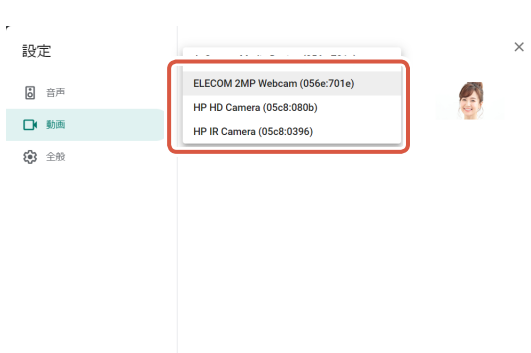 設定
音声
動画
全般
ELECOM 2MP Webcam (056e:701e)
HP HD Camera (05c8:080b)
HP IR Camera (05c8:0396)